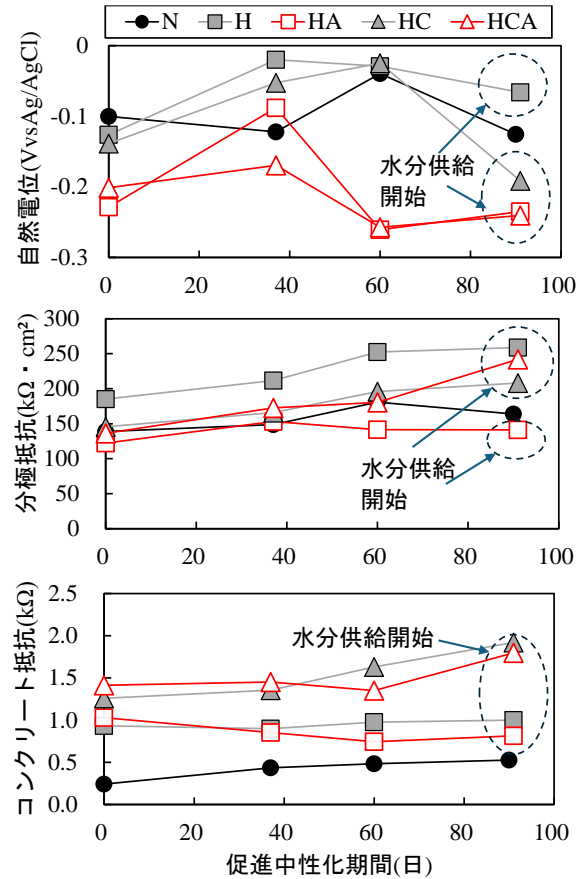 N H HA HC HCA
自然電位(VvsAg/AgCl)
0
-0.1
-0.2
-0.3
水分供給
開始
0 20 40 60 80 100
分極抵抗(kΩ・cm²)
300
250
200
150
100
50
0
水分供給
開始
0 20 40 60 80 100
コンクリート抵抗(kΩ)
2.5
2.0
1.5
1.0
0.5
0.0
水分供給開始
0 20 40 60 80 100
促進中性化期間(日)